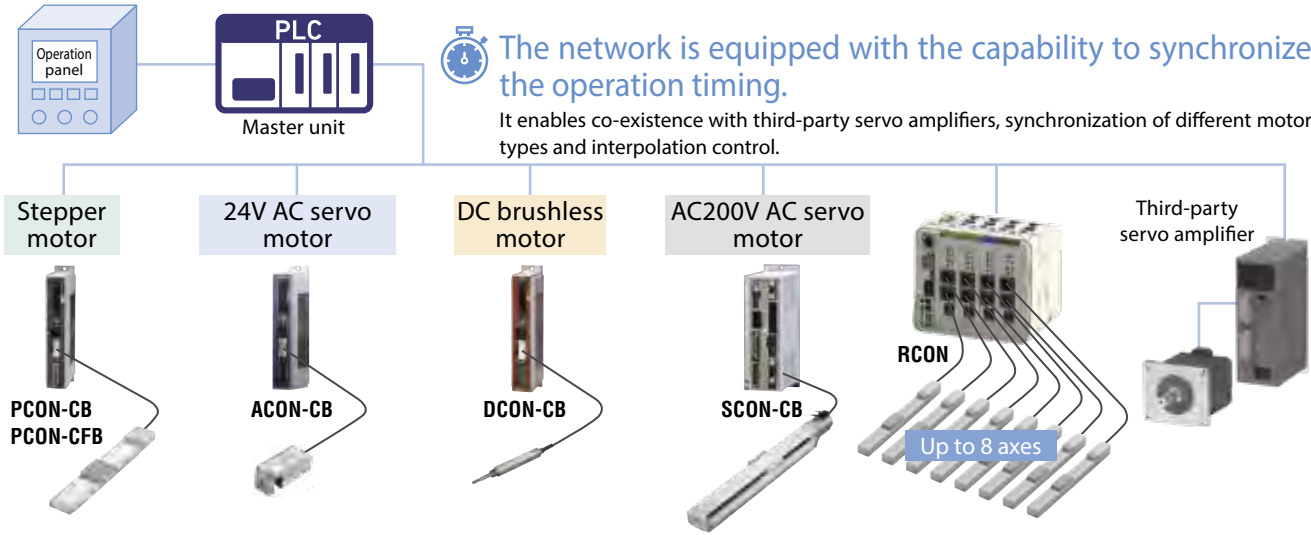 Operation
panel
PLC
Master unit
The network is equipped with the capability to synchronize
the operation timing.
It enables co-existence with third-party servo amplifiers, synchronization of different motor
types and interpolation control.
Stepper
motor
24V AC servo
motor
DC brushless
motor
AC200V AC servo
motor
Third-party
servo amplifier
PCON-CB
PCON-CFB
ACON-CB
DCON-CB
SCON-CB
RCON
Up to 8 axes